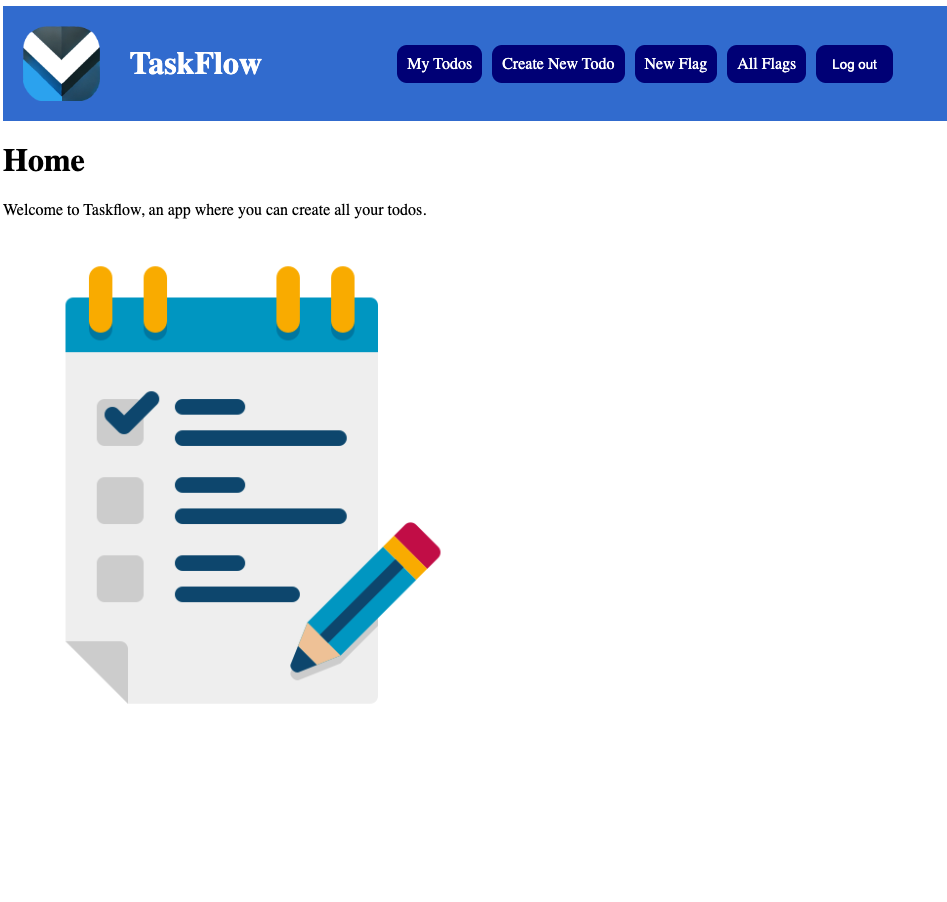 TaskFlow
My Todos
Create New Todo
New Flag
All Flags
Log out
Home
Welcome to Taskflow, an app where you can create all your todos.